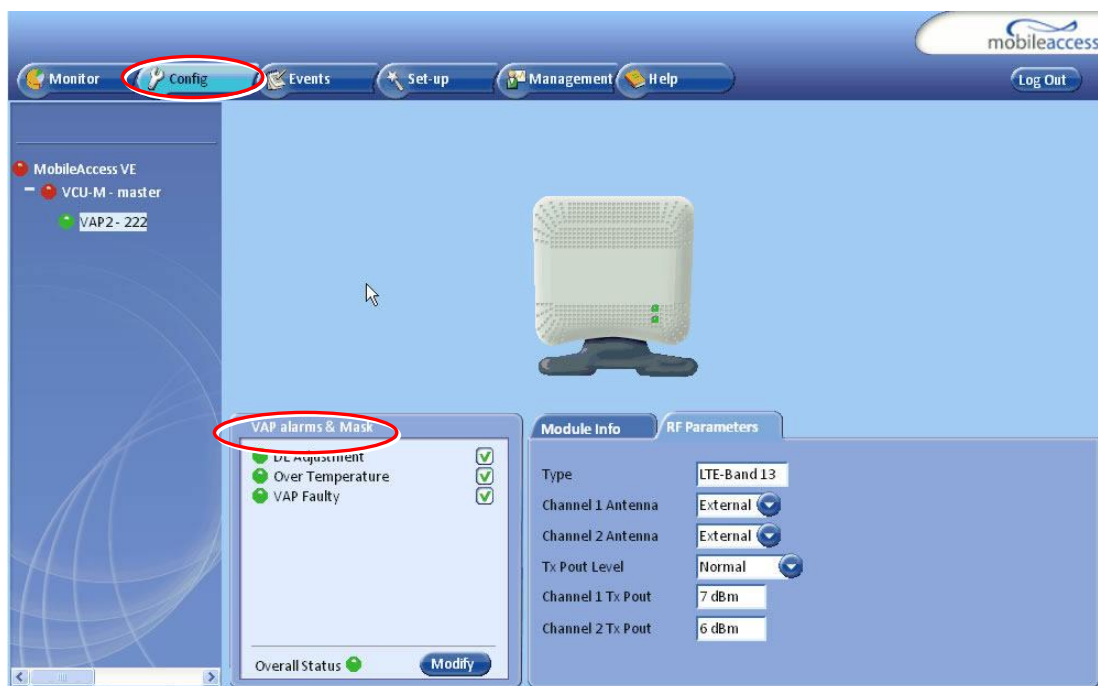 mobileaccess
Monitor Config Events Set-up Management Help Log Out
MobileAccess VE
VCU-M - master
VAP2 - 222
VAP alarms & Mask
DL Adjustment
Over Temperature
VAP Faulty
Overall Status Modify
Module Info RF Parameters
Type LTE-Band 13
Channel 1 Antenna External
Channel 2 Antenna External
Tx Pout Level Normal
Channel 1 Tx Pout 7 dBm
Channel 2 Tx Pout 6 dBm